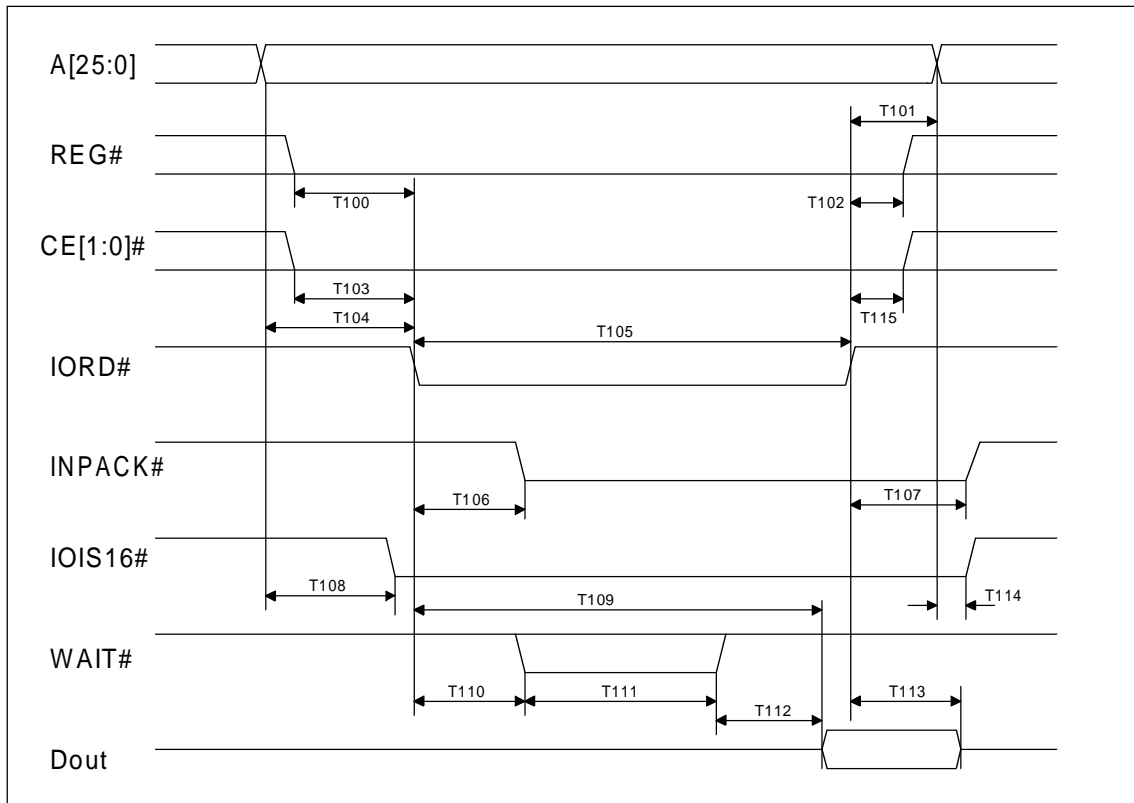 A[25:0]
T101
REG#
T100
T102
CE[1:0]#
T103
T104
T105
T115
IORD#
INPACK#
T106
T107
IOIS16#
T108
T109
T114
WAIT#
T110
T111
T112
T113
Dout